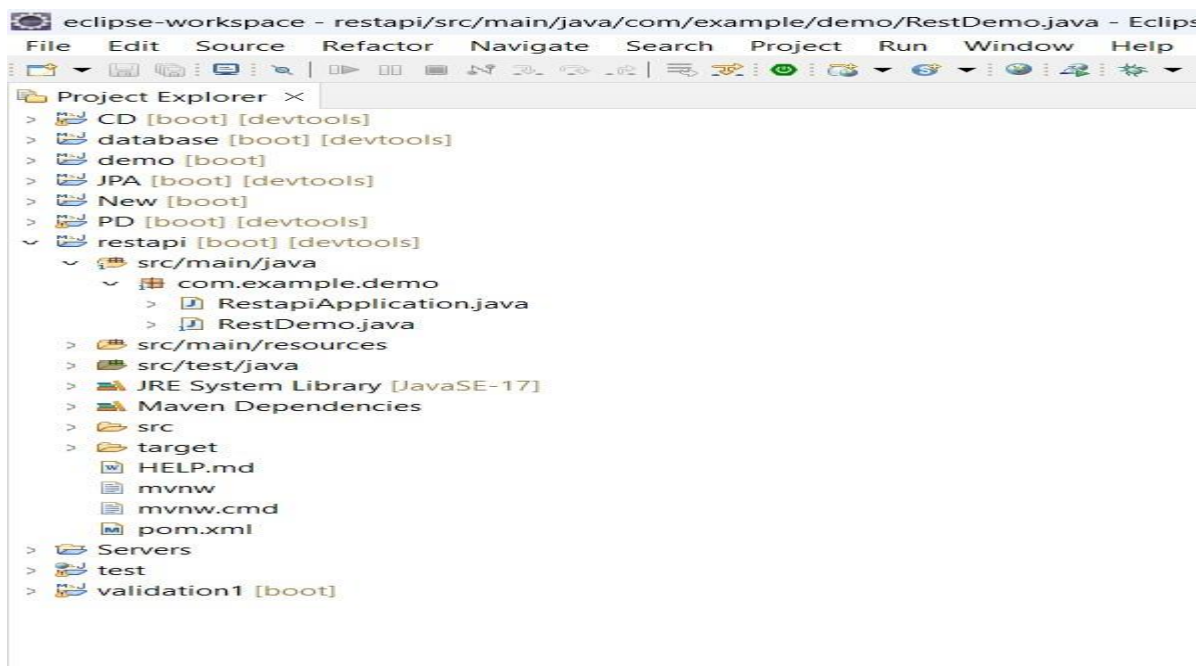 eclipse-workspace - restapi/src/main/java/com/example/demo/RestDemo.java - Eclips
File Edit Source Refactor Navigate Search Project Run Window Help
Project Explorer
CD [boot] [devtools]
database [boot] [devtools]
demo [boot]
JPA [boot] [devtools]
New [boot]
PD [boot] [devtools]
restapi [boot] [devtools]
src/main/java
com.example.demo
RestapiApplication.java
RestDemo.java
src/main/resources
src/test/java
JRE System Library [JavaSE-17]
Maven Dependencies
src
target
HELP.md
mvnw
mvnw.cmd
pom.xml
Servers
test
validation1 [boot]